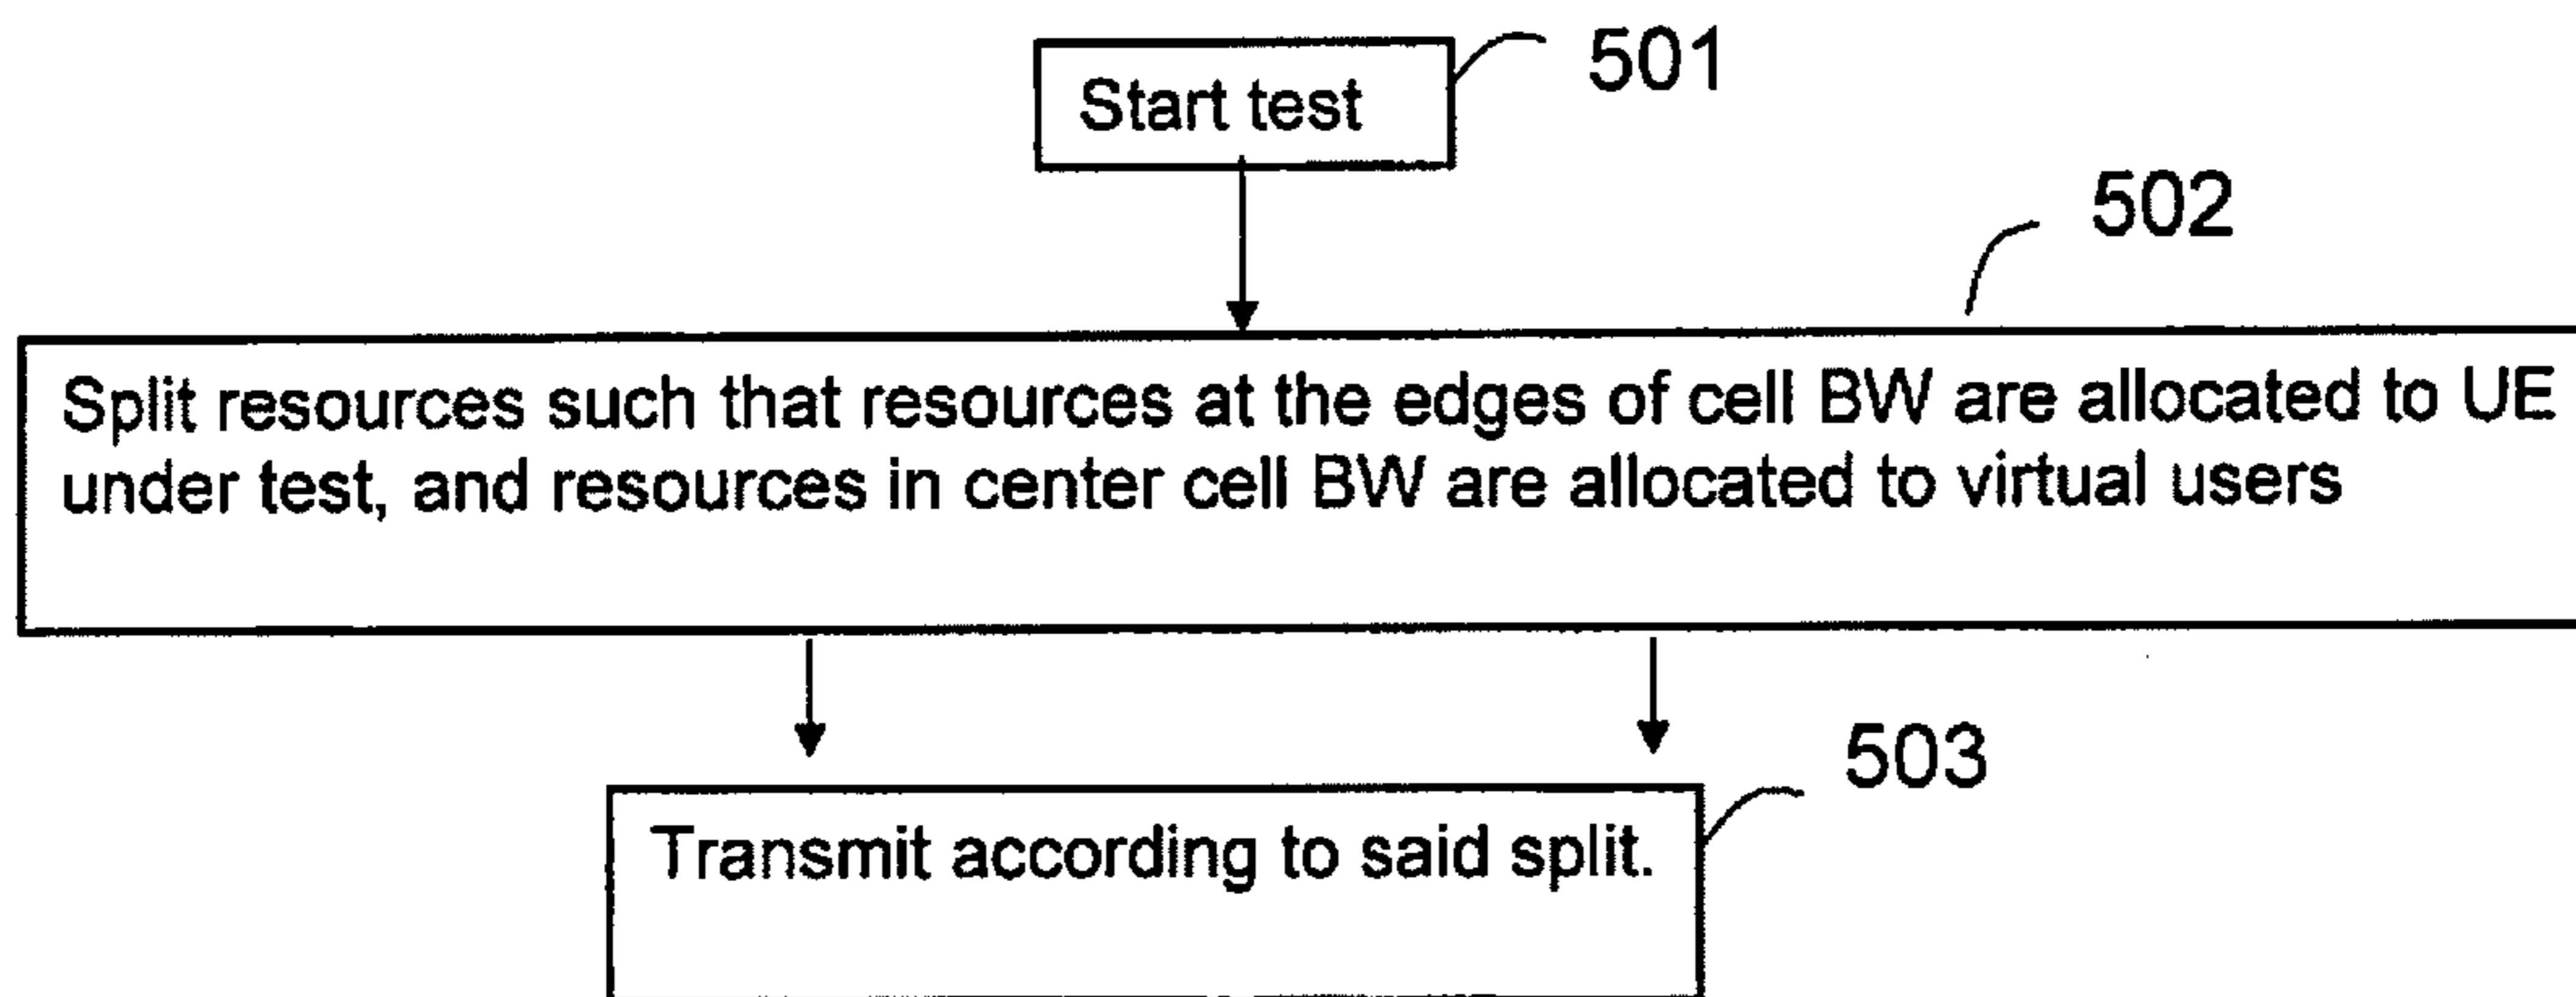 Start test
501
502
Split resources such that resources at the edges of cell BW are allocated to UE
under test, and resources in center cell BW are allocated to virtual users
503
Transmit according to said split.